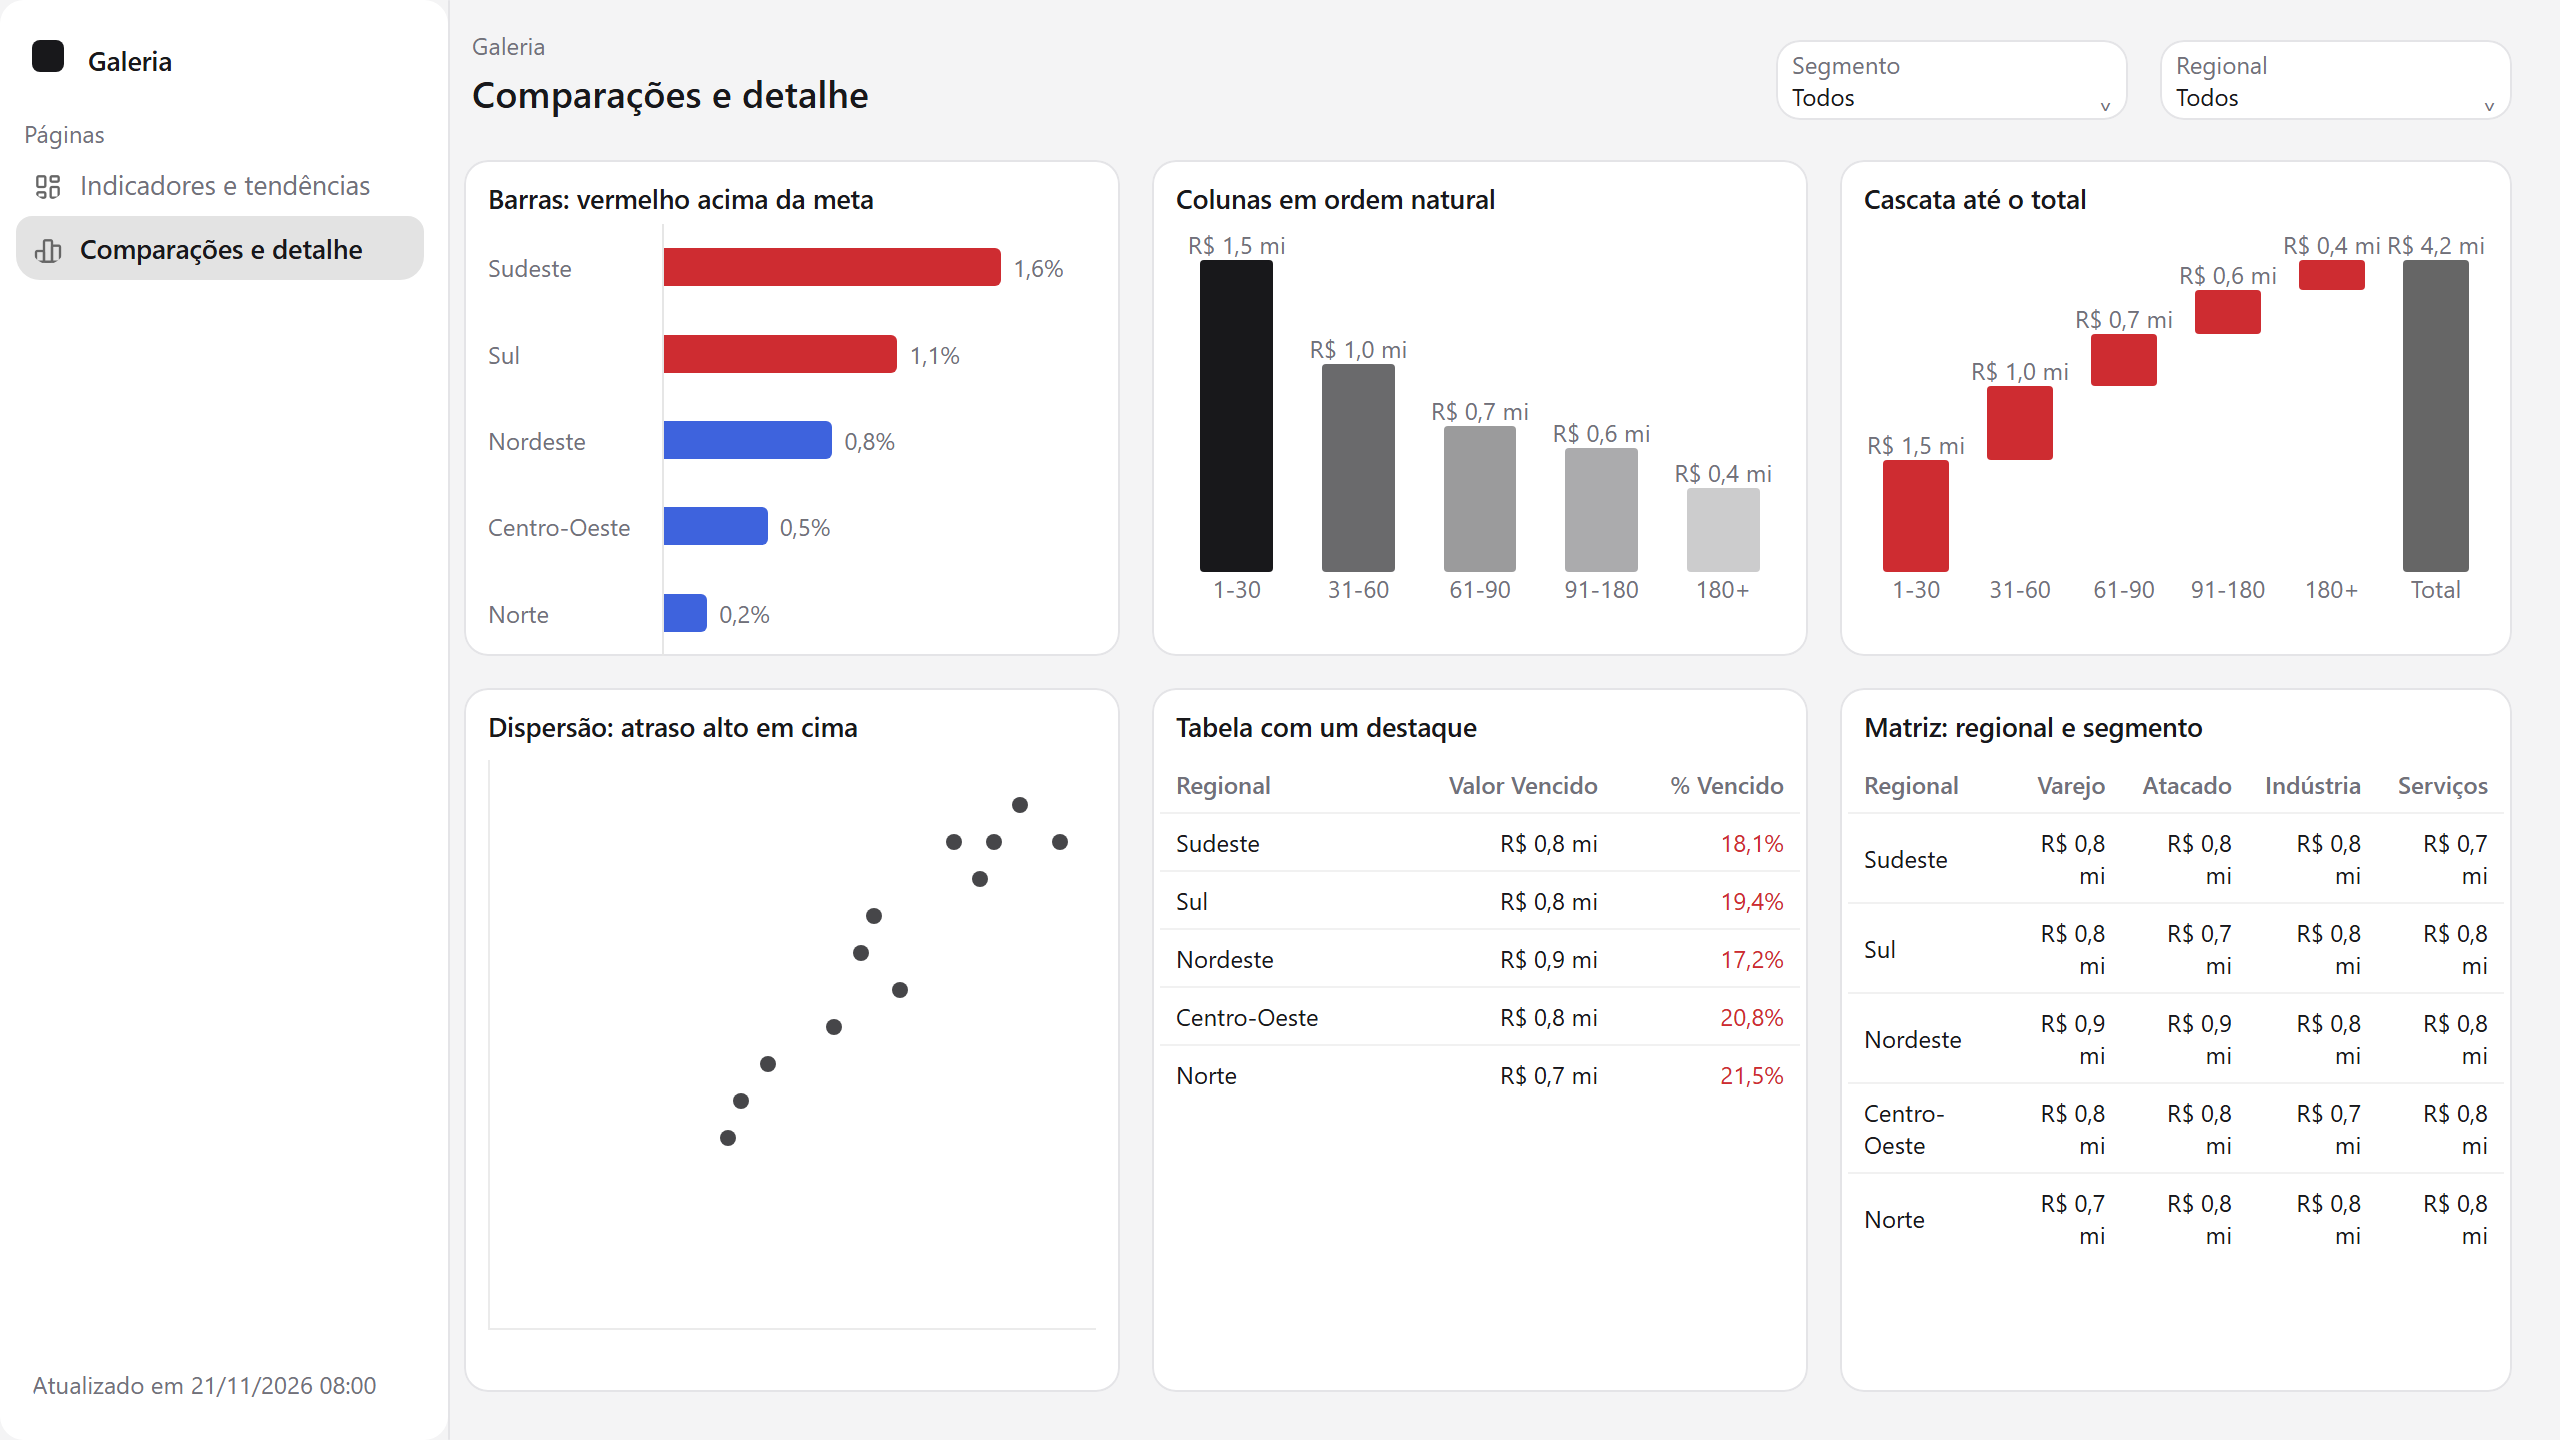 Galeria
Páginas
Indicadores e tendências
Comparações e detalhe
Atualizado em 21/11/2026 08:00
Galeria
Comparações e detalhe
Segmento
Todos
Regional
Todos
Barras: vermelho acima da meta
Sudeste 1,6%
Sul 1,1%
Nordeste 0,8%
Centro-Oeste 0,5%
Norte 0,2%
Colunas em ordem natural
R$ 1,5 mi
R$ 1,0 mi
R$ 0,7 mi
R$ 0,6 mi
R$ 0,4 mi
1-30 31-60 61-90 91-180 180+
Cascata até o total
R$ 1,5 mi
R$ 1,0 mi
R$ 0,7 mi
R$ 0,6 mi
R$ 0,4 mi
R$ 4,2 mi
1-30 31-60 61-90 91-180 180+ Total
Dispersão: atraso alto em cima
Tabela com um destaque
Regional Valor Vencido % Vencido
Sudeste R$ 0,8 mi 18,1%
Sul R$ 0,8 mi 19,4%
Nordeste R$ 0,9 mi 17,2%
Centro-Oeste R$ 0,8 mi 20,8%
Norte R$ 0,7 mi 21,5%
Matriz: regional e segmento
Regional Varejo Atacado Indústria Serviços
Sudeste R$ 0,8 mi R$ 0,8 mi R$ 0,8 mi R$ 0,7 mi
Sul R$ 0,8 mi R$ 0,7 mi R$ 0,8 mi R$ 0,8 mi
Nordeste R$ 0,9 mi R$ 0,9 mi R$ 0,8 mi R$ 0,8 mi
Centro-Oeste R$ 0,8 mi R$ 0,8 mi R$ 0,7 mi R$ 0,8 mi
Norte R$ 0,7 mi R$ 0,8 mi R$ 0,8 mi R$ 0,8 mi